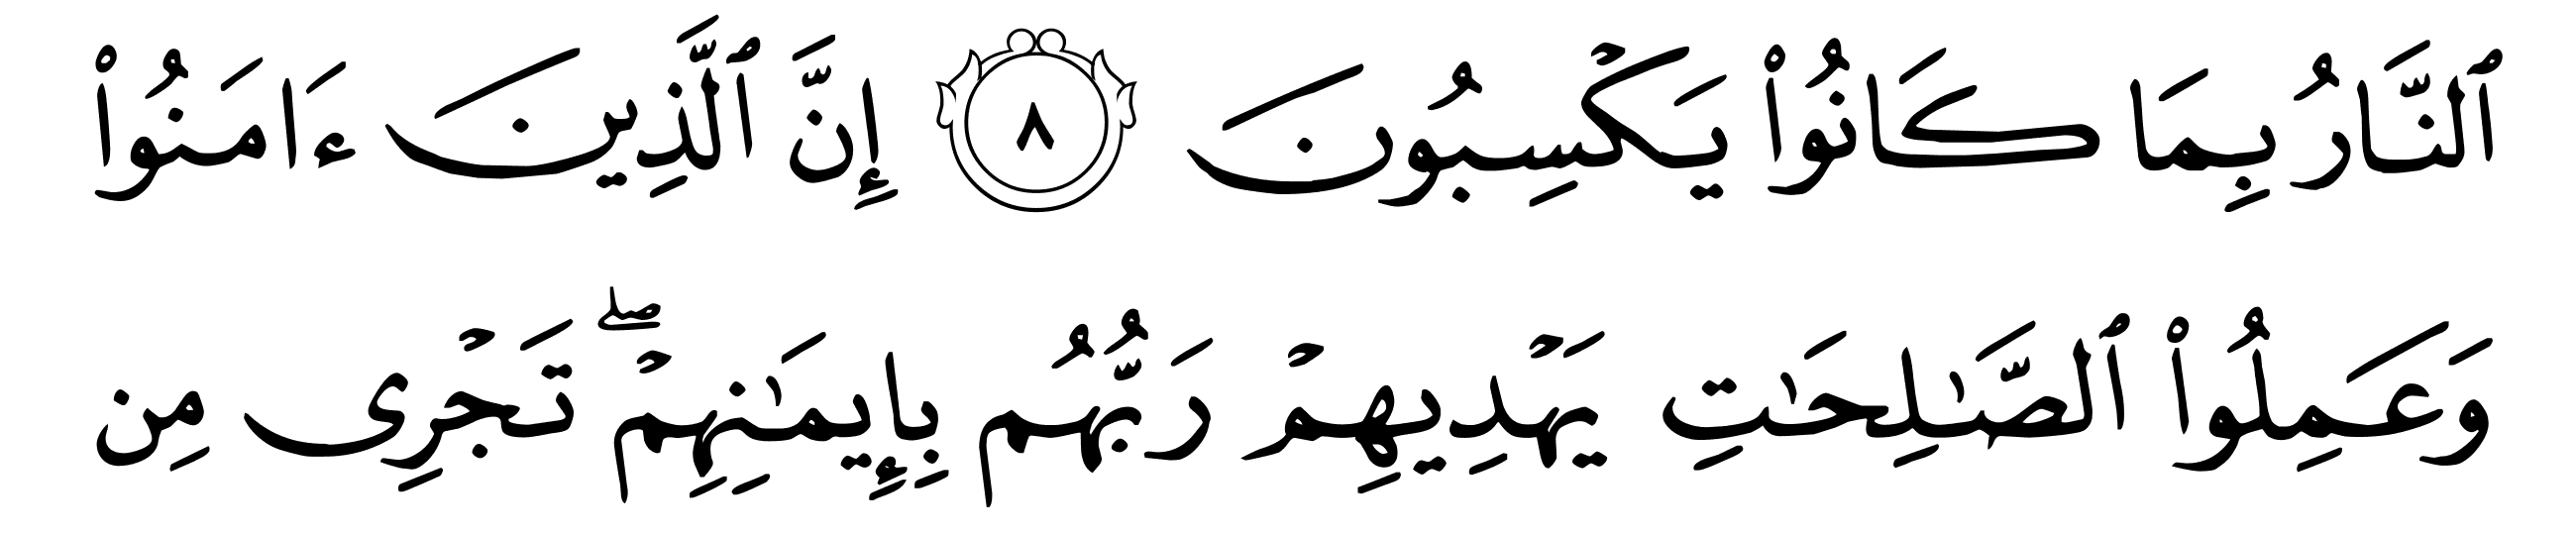 ٱلنَّارُ بِمَا كَانُوا۟ يَكْسِبُونَ ٨ إِنَّ ٱلَّذِينَ ءَامَنُوا۟
وَعَمِلُوا۟ ٱلصَّـٰلِحَـٰتِ يَهْدِيهِمْ رَبُّهُم بِإِيمَـٰنِهِمْ ۖ تَجْرِى مِن